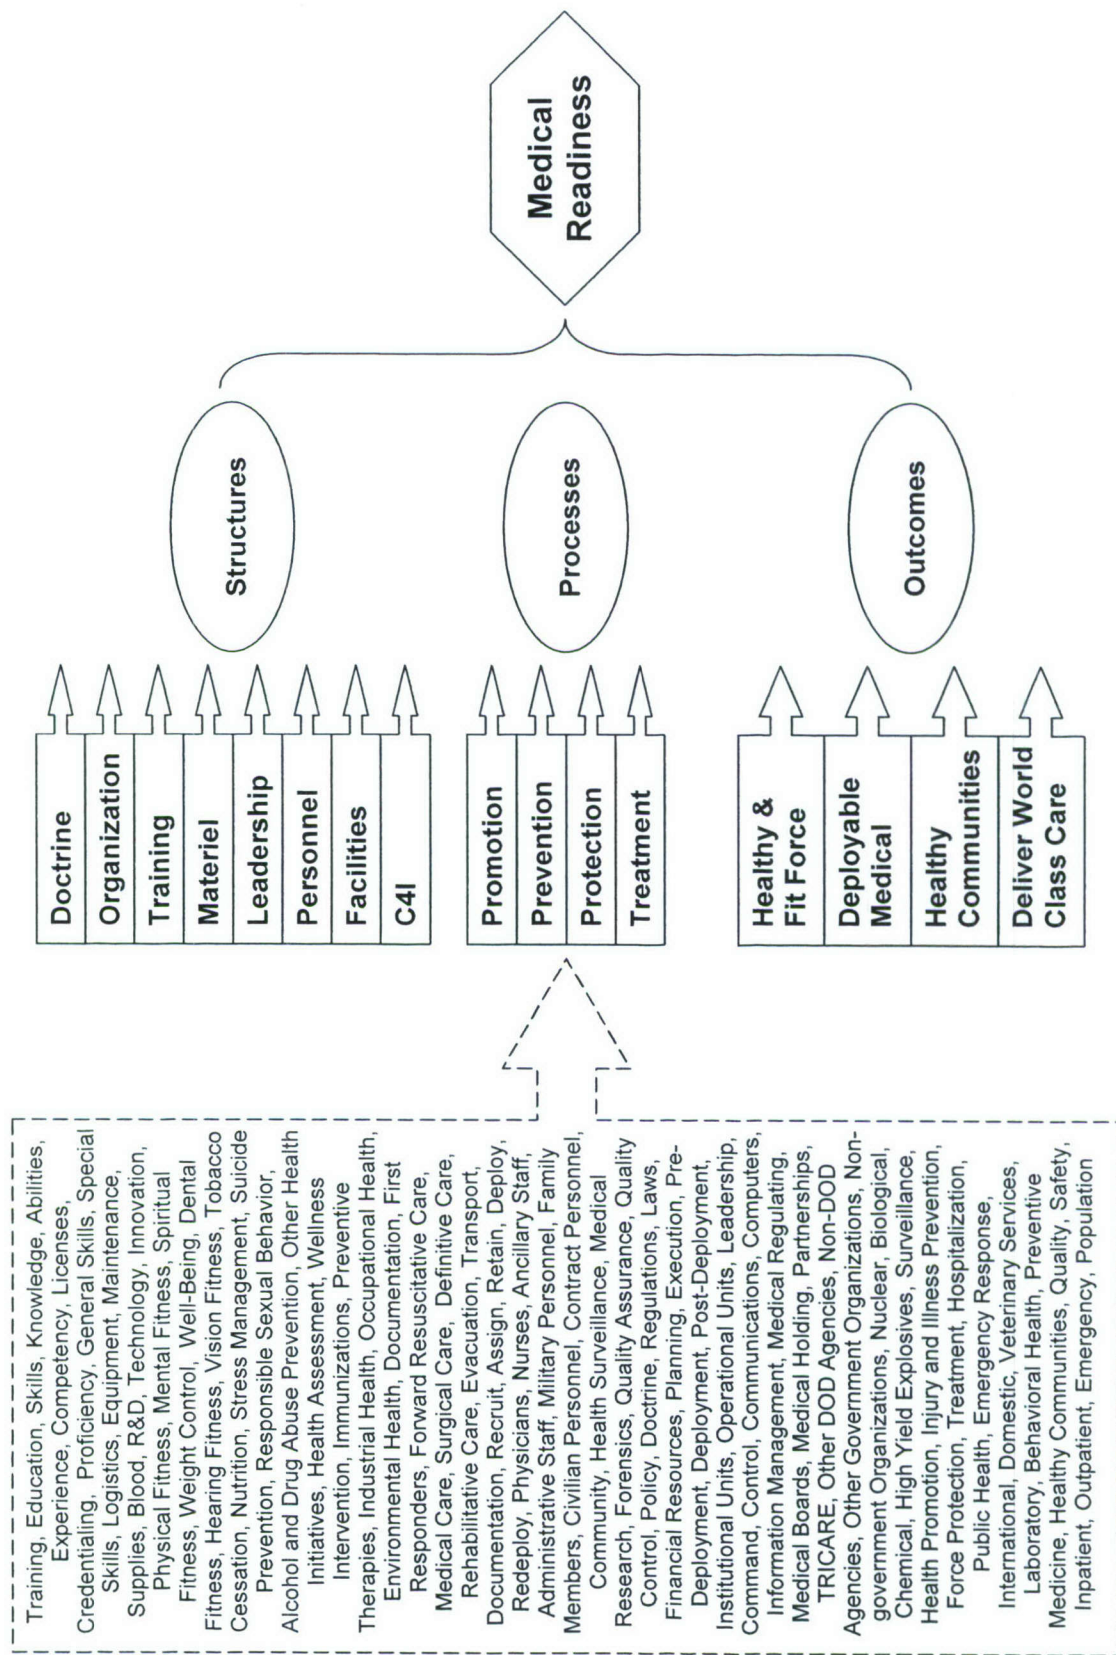 Training, Education, Skills, Knowledge, Abilities,
Experience, Competency, Licenses,
Credentialing, Proficiency, General Skills, Special
Skills, Logistics, Equipment, Maintenance,
Supplies, Blood, R&D, Technology, Innovation,
Physical Fitness, Mental Fitness, Spiritual
Fitness, Weight Control, Well-Being, Dental
Fitness, Hearing Fitness, Vision Fitness, Tobacco
Cessation, Nutrition, Stress Management, Suicide
Prevention, Responsible Sexual Behavior,
Alcohol and Drug Abuse Prevention, Other Health
Initiatives, Health Assessment, Wellness
Intervention, Immunizations, Preventive
Therapies, Industrial Health, Occupational Health,
Environmental Health, Documentation, First
Responders, Forward Resuscitative Care,
Medical Care, Surgical Care, Definitive Care,
Rehabilitative Care, Evacuation, Transport,
Documentation, Recruit, Assign, Retain, Deploy,
Redeploy, Physicians, Nurses, Ancillary Staff,
Administrative Staff, Military Personnel, Family
Members, Civilian Personnel, Contract Personnel,
Community, Health Surveillance, Medical
Research, Forensics, Quality Assurance, Quality
Control, Policy, Doctrine, Regulations, Laws,
Financial Resources, Planning, Execution, Pre-
Deployment, Deployment, Post-Deployment,
Institutional Units, Operational Units, Leadership,
Command, Control, Communications, Computers,
Information Management, Medical Regulating,
Medical Boards, Medical Holding, Partnerships,
TRICARE, Other DOD Agencies, Non-DOD
Agencies, Other Government Organizations, Non-
government Organizations, Nuclear, Biological,
Chemical, High Yield Explosives, Surveillance,
Health Promotion, Injury and Illness Prevention,
Force Protection, Treatment, Hospitalization,
Public Health, Emergency Response,
International, Domestic, Veterinary Services,
Laboratory, Behavioral Health, Preventive
Medicine, Healthy Communities, Quality, Safety,
Inpatient, Outpatient, Emergency, Population
Doctrine
Organization
Training
Materiel
Leadership
Personnel
Facilities
C4I
Promotion
Prevention
Protection
Treatment
Healthy &
Fit Force
Deployable
Medical
Healthy
Communities
Deliver World
Class Care
Structures
Processes
Outcomes
Medical
Readiness